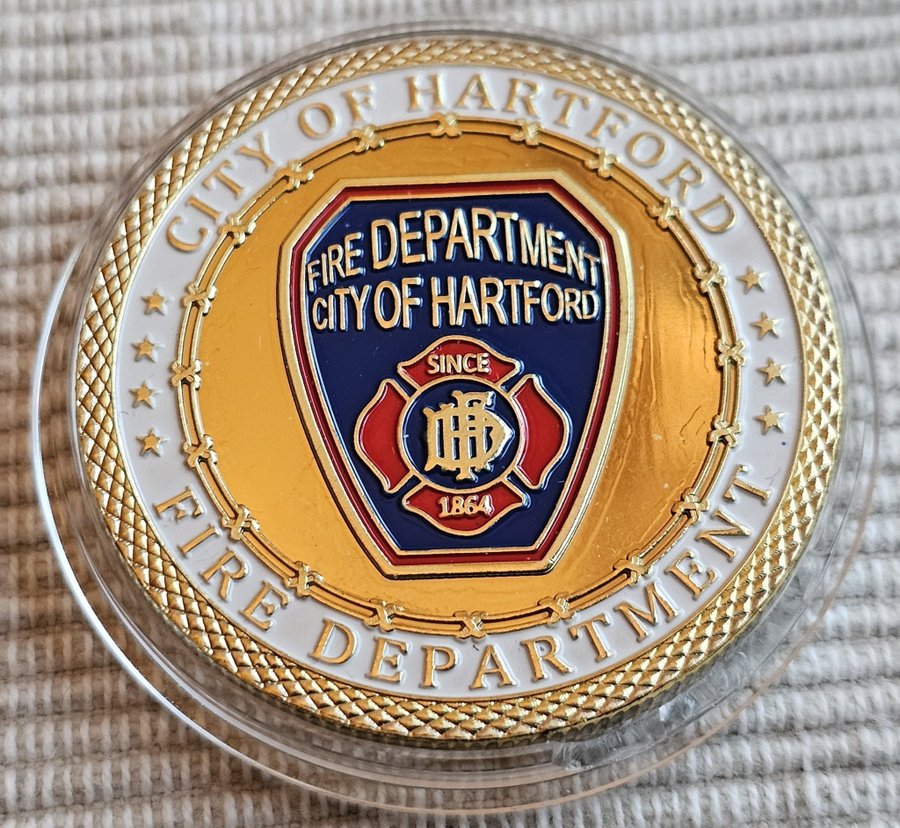 CITY OF HARTFORD
FIRE DEPARTMENT
CITY OF HARTFORD
SINCE
HFD
1864
FIRE DEPARTMENT